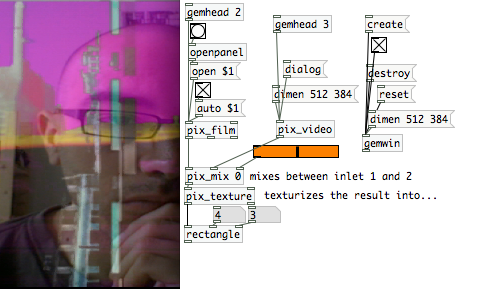 gemhead 2
gemhead 3
create
openpanel
open $1
dialog
destroy
auto $1
dimen 512 384
reset
dimen 512 384
pix_film
pix_video
gemwin
pix_mix 0 mixes between inlet 1 and 2
pix_texture texturizes the result into...
4 3
rectangle